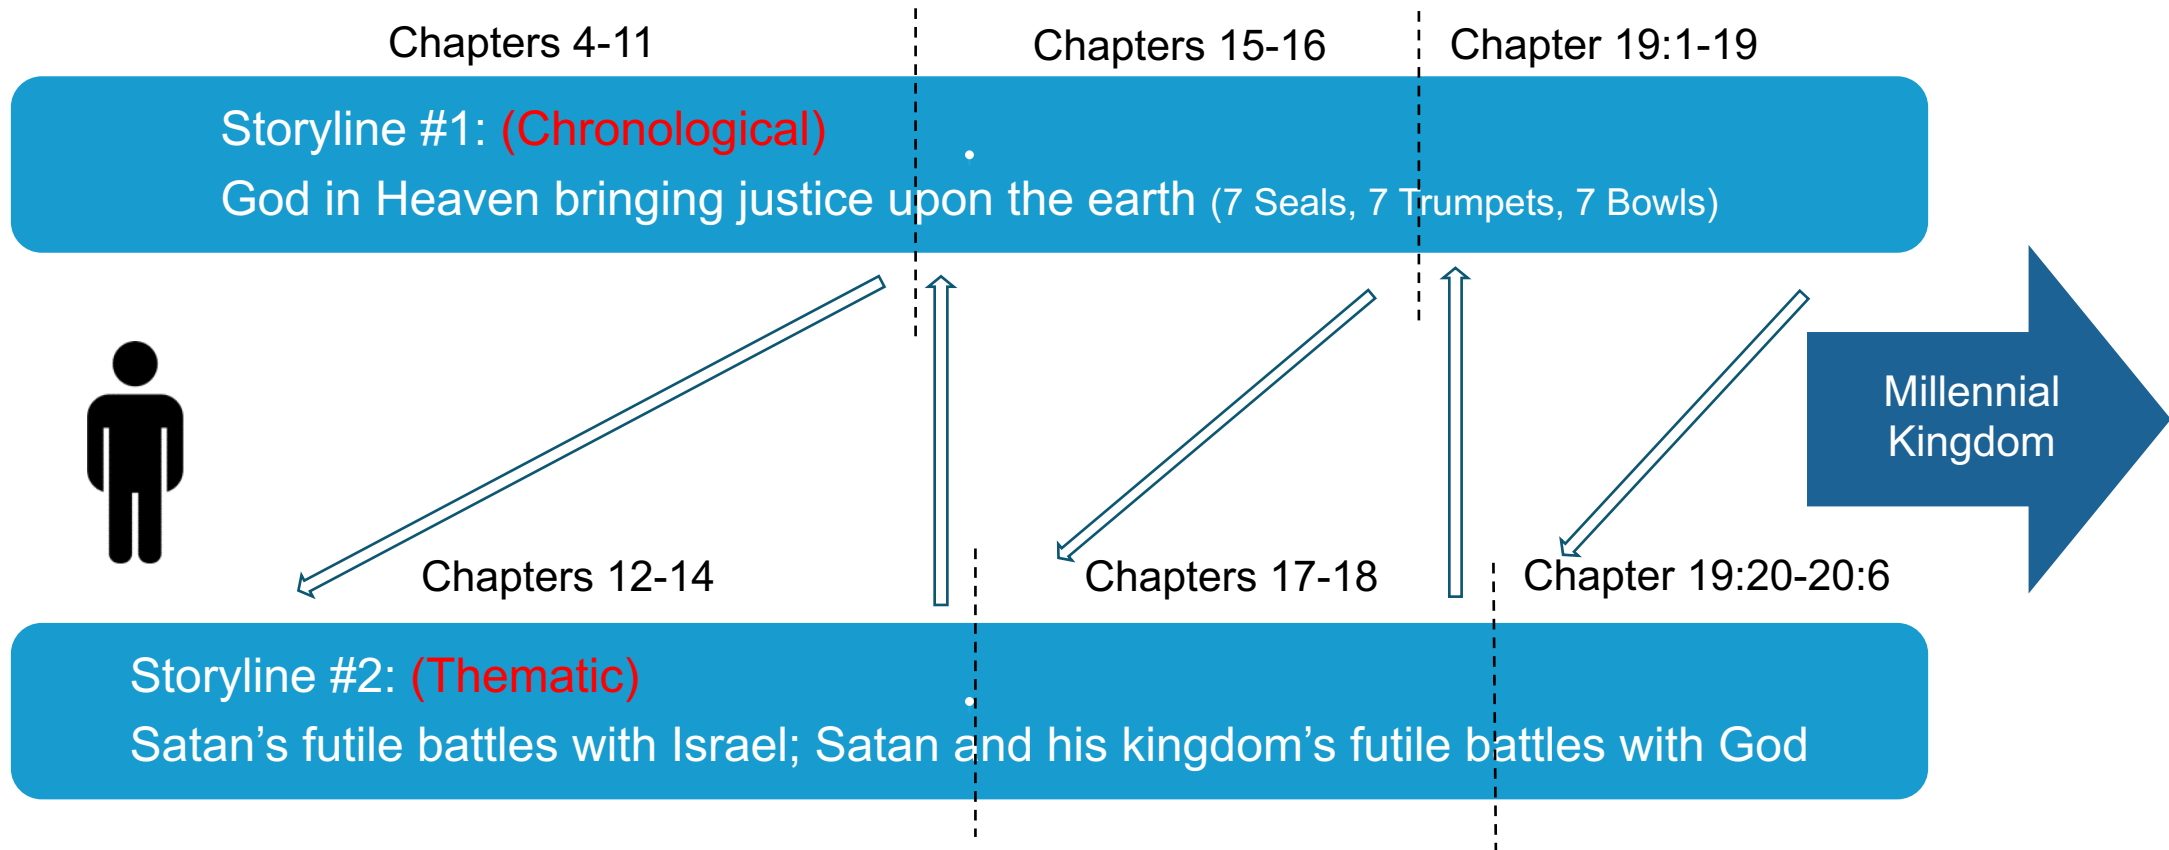 Chapters 4-11
Chapters 15-16
Chapter 19:1-19
Storyline #1: (Chronological)
God in Heaven bringing justice upon the earth (7 Seals, 7 Trumpets, 7 Bowls)
Millennial
Kingdom
Chapters 12-14
Chapters 17-18
Chapter 19:20-20:6
Storyline #2: (Thematic)
Satan’s futile battles with Israel; Satan and his kingdom’s futile battles with God